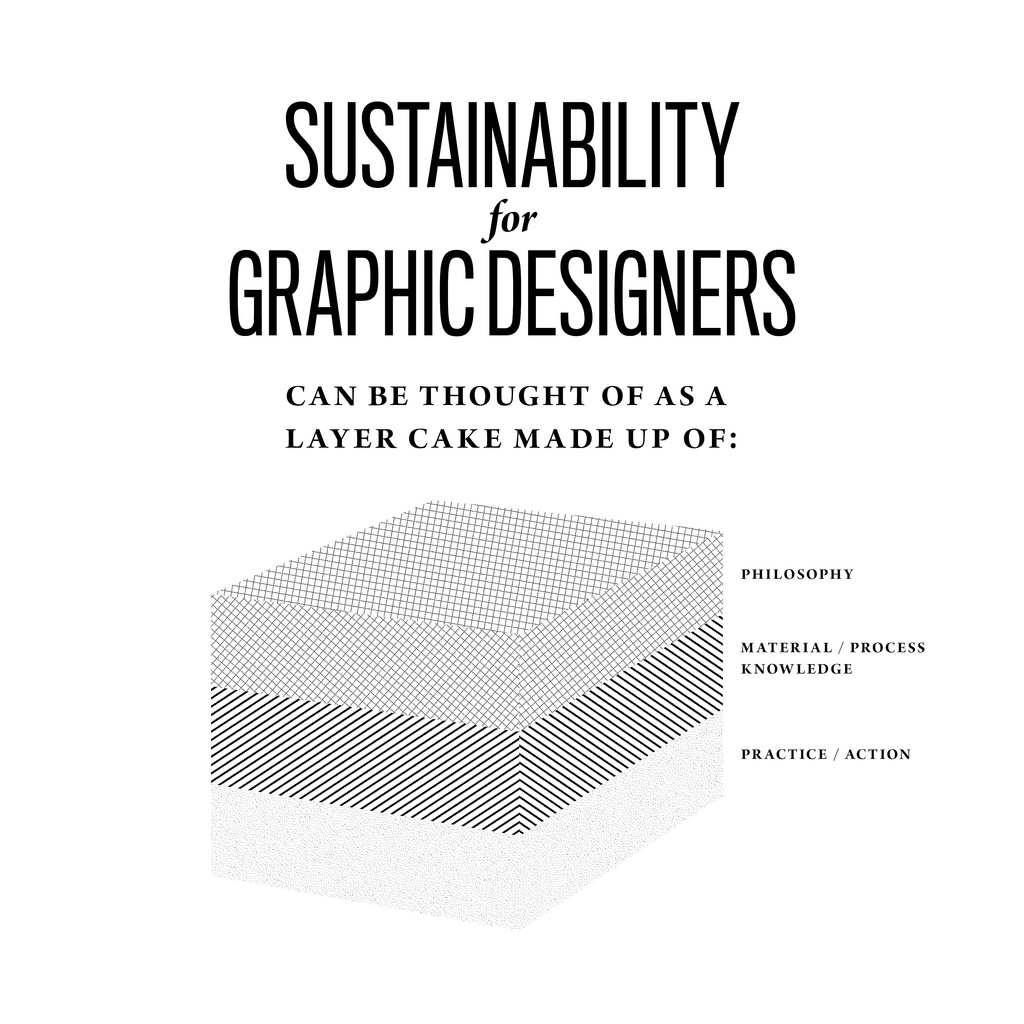 SUSTAINABILITY
for
GRAPHIC DESIGNERS
CAN BE THOUGHT OF AS A
LAYER CAKE MADE UP OF:
PHILOSOPHY
MATERIAL / PROCESS
KNOWLEDGE
PRACTICE / ACTION